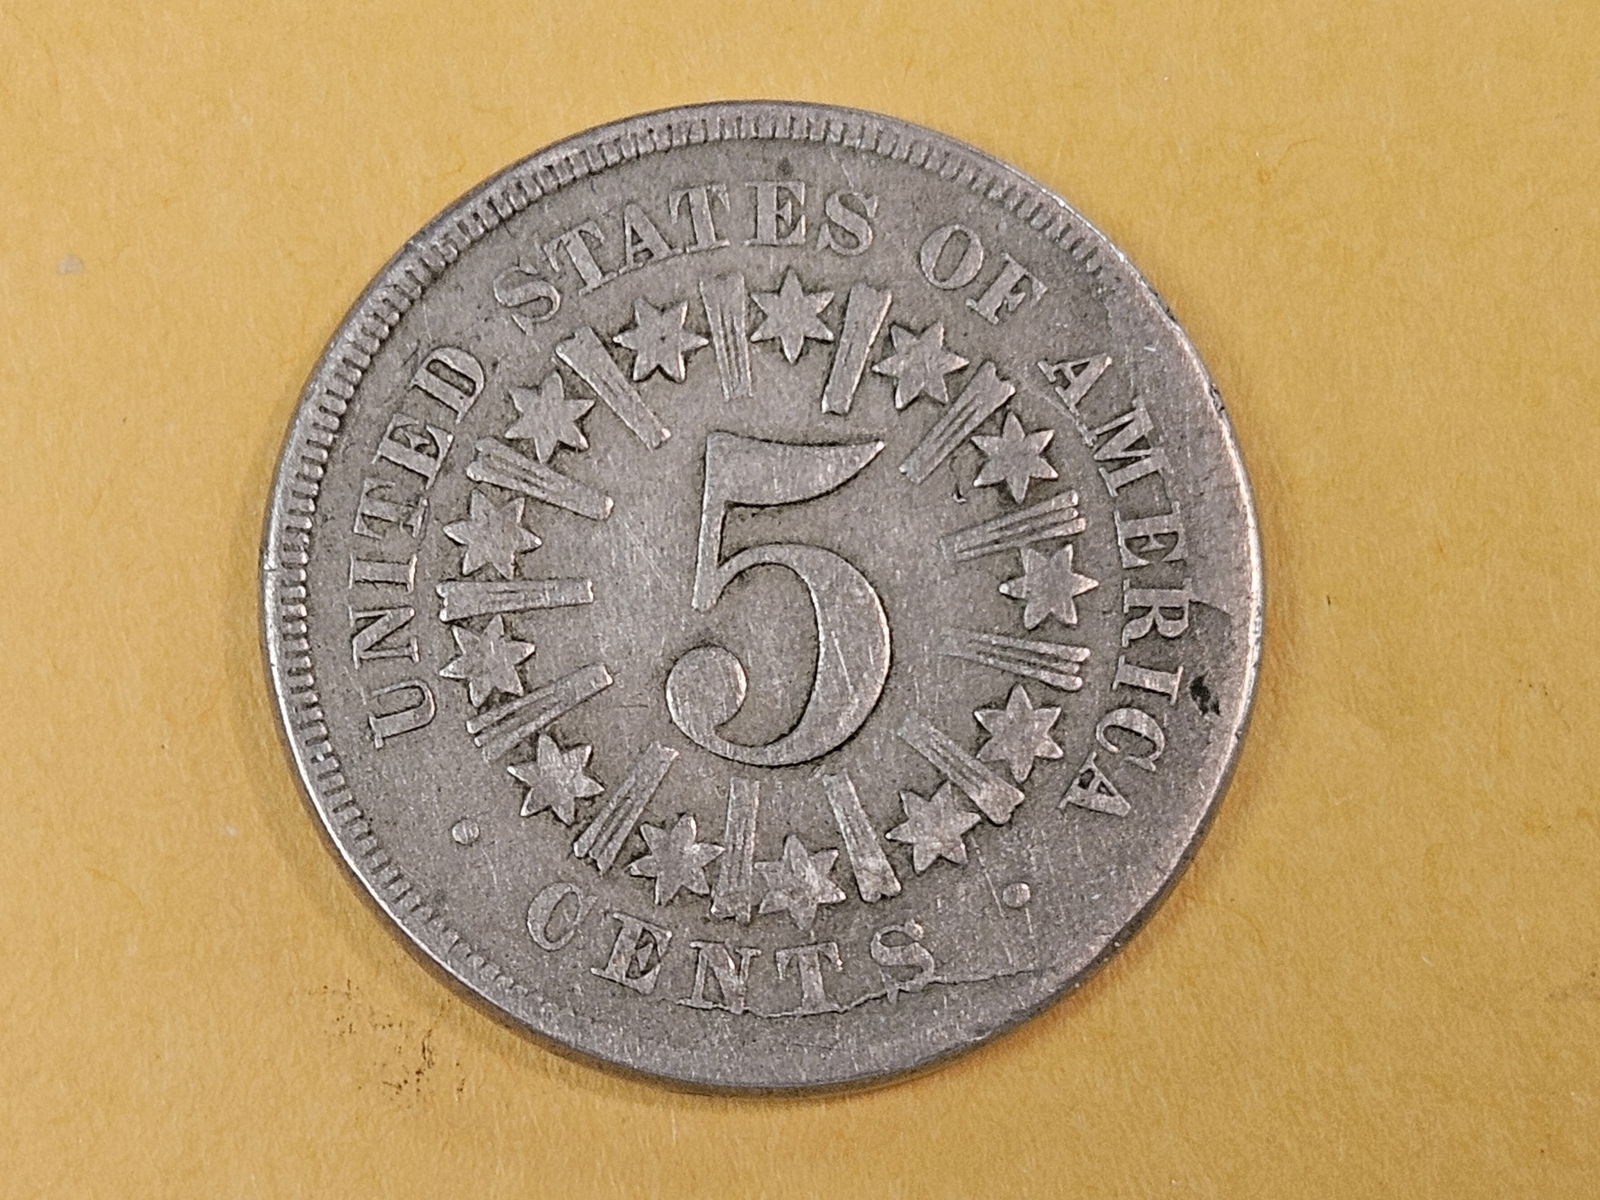 UNITED STATES OF AMERICA
5
CENTS